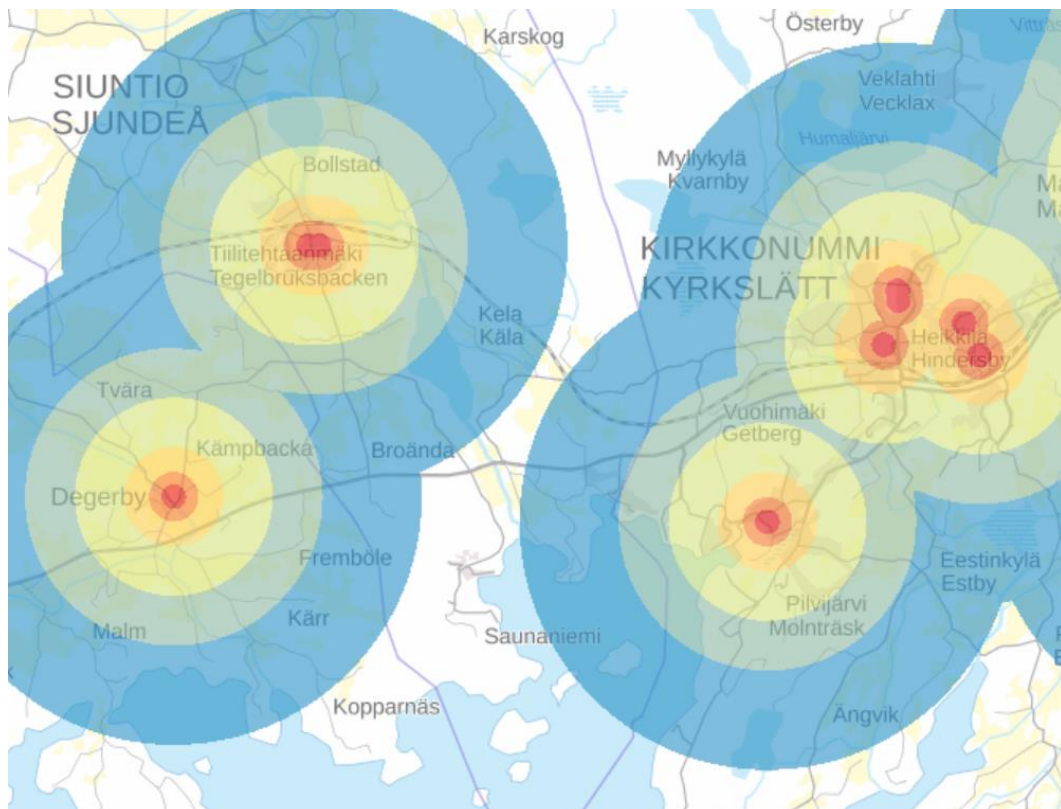 Karskog
Österby
SIUNTIO
SJUNDEÅ
Veklahti
Vecklax
Humaljärvi
Bollstad
Myllykylä
Kvarnby
Tiilitehtaanmäki
Tegelbruksbacken
KIRKKONUMMI
KYRKSLÄTT
Kela
Käla
Heikkilä
Hindersby
Tvära
Vuohimäki
Getberg
Kämpbacka
Broända
Degerby
Fremböle
Eestinkylä
Estby
Pilvijärvi
Molnträsk
Kärr
Malm
Saunaniemi
Kopparnäs
Ängvik